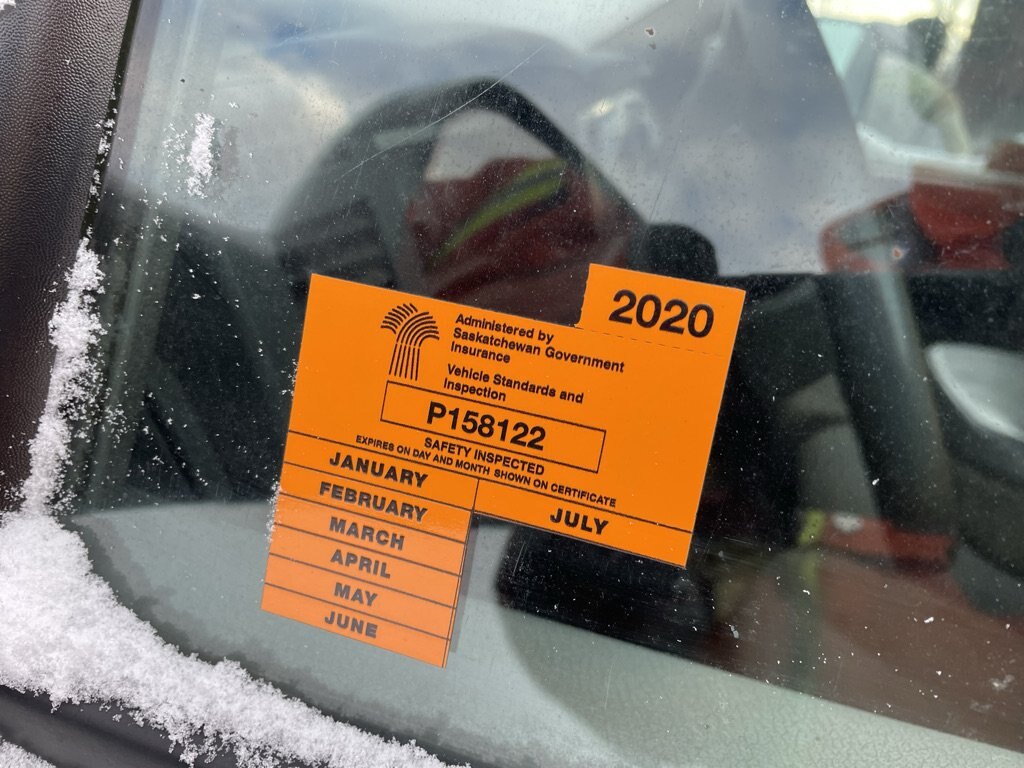 2020
Administered by
Saskatchewan Government
Insurance
Vehicle Standards and
Inspection
P158122
SAFETY INSPECTED
EXPIRES ON DAY AND MONTH SHOWN ON CERTIFICATE
JANUARY
FEBRUARY
MARCH
APRIL
MAY
JUNE
JULY